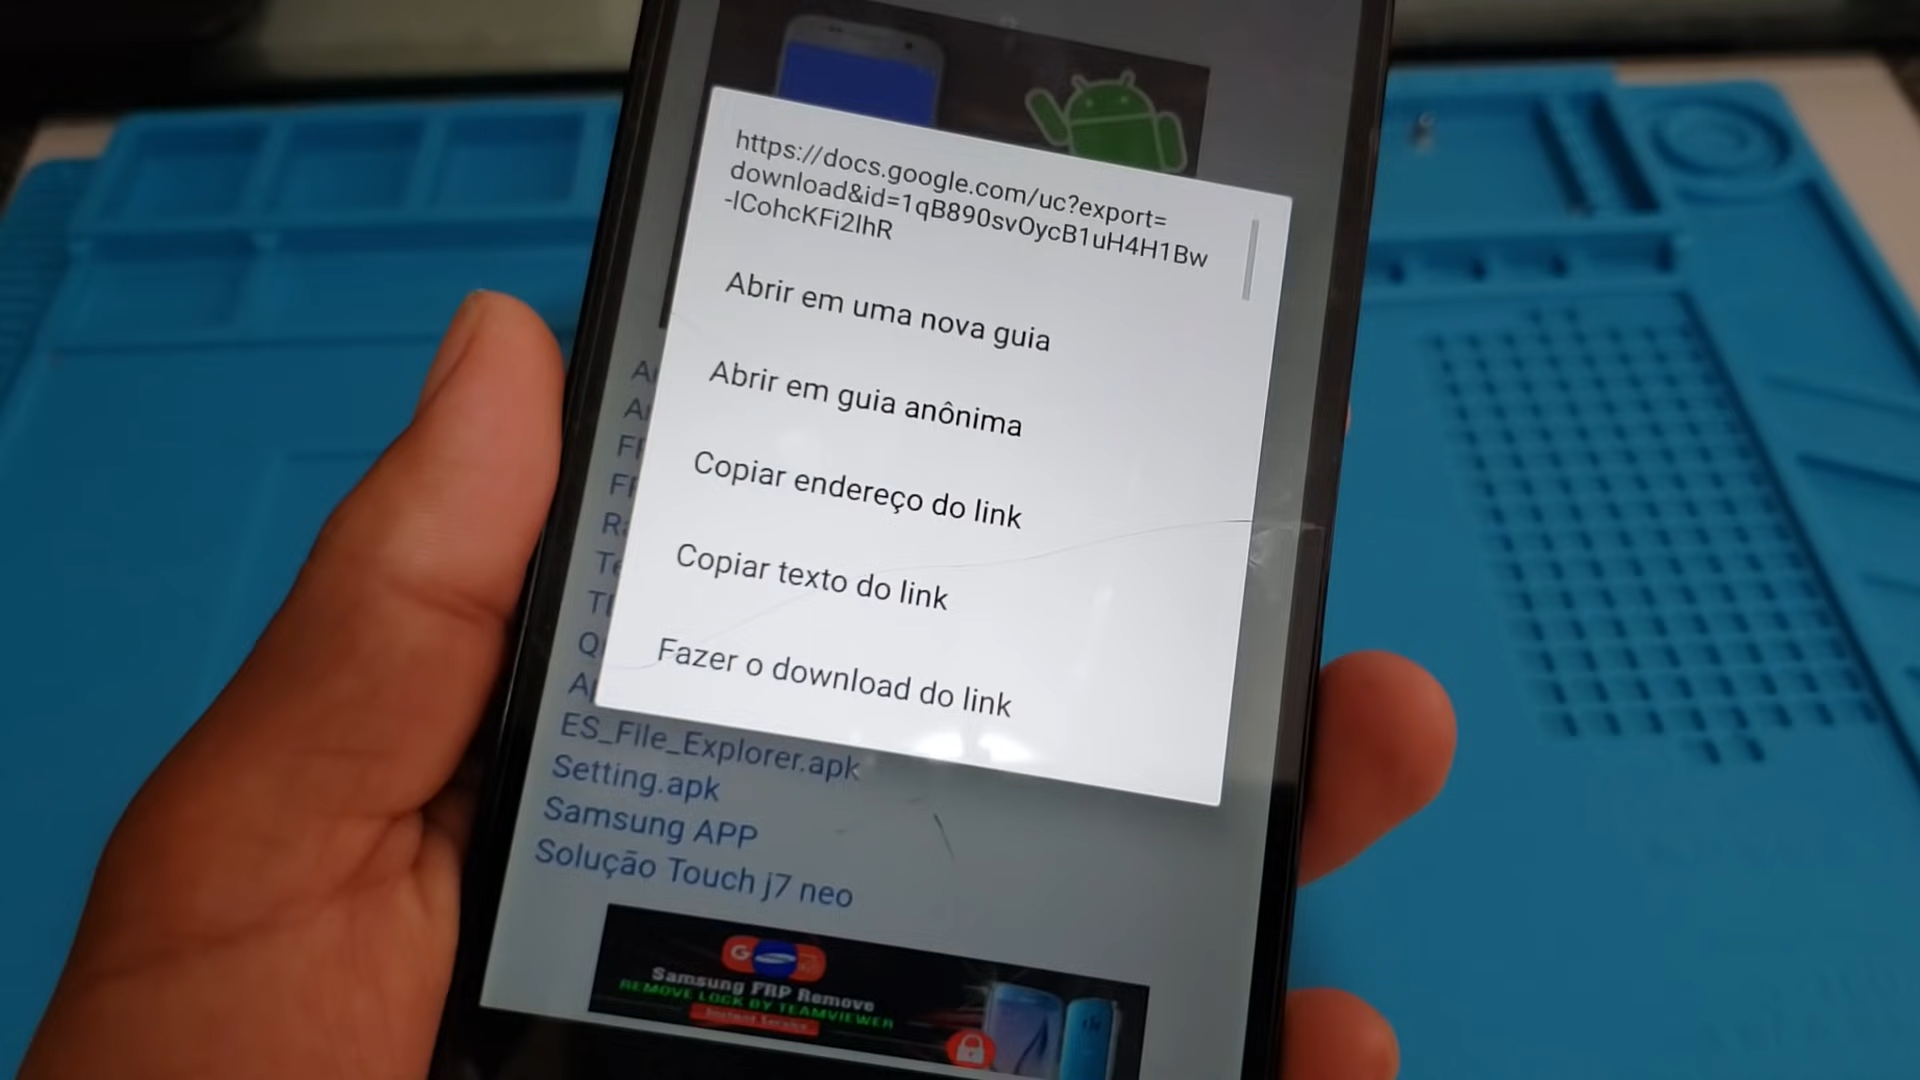 https://docs.google.com/uc?export=
download&id=1qB890svOycB1uH4H1Bw
-lCohcKFi2lhR
Abrir em uma nova guia
Abrir em guia anônima
Copiar endereço do link
Copiar texto do link
Fazer o download do link
ES_File_Explorer.apk
Setting.apk
Samsung APP
Solução Touch j7 neo
G
Samsung FRP Remove
REMOVE LOCK BY TEAMVIEWER
Instant Service